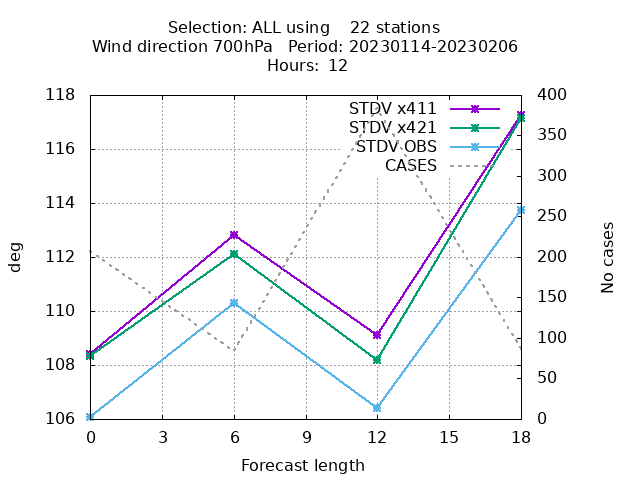 Selection: ALL using    22 stations
Wind direction 700hPa   Period: 20230114-20230206
Hours:  12
118
116
114
112
110
108
106
400
350
300
250
200
150
100
50
0
STDV x411
STDV x421
STDV OBS
CASES
deg
No cases
0 3 6 9 12 15 18
Forecast length